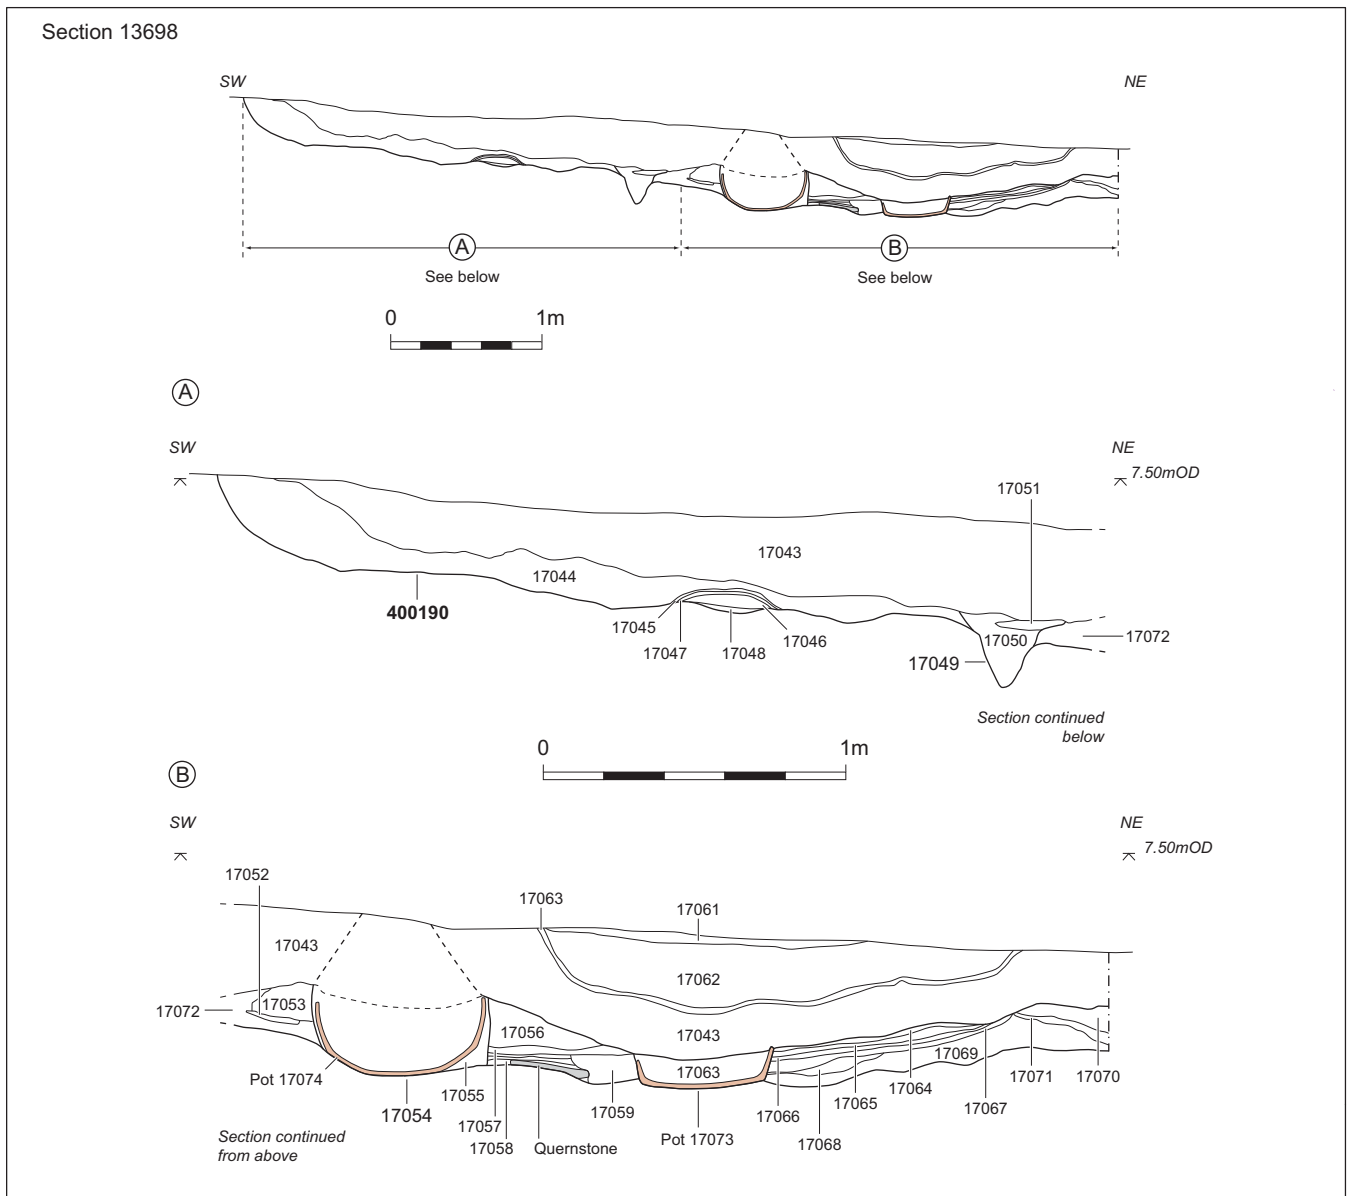 Section 13698
SW
NE
A
B
See below
See below
0
1m
A
SW
NE
7.50mOD
17051
17043
17044
400190
17045
17046
17047
17048
17050
17072
17049
Section continued
below
0
1m
B
SW
NE
7.50mOD
17052
17063
17061
17043
17062
17053
17072
17056
17043
17063
17069
Pot 17074
17055
17071
17070
17054
17057
17059
17066
17065
17064
17067
Section continued
from above
17058
Quernstone
Pot 17073
17068